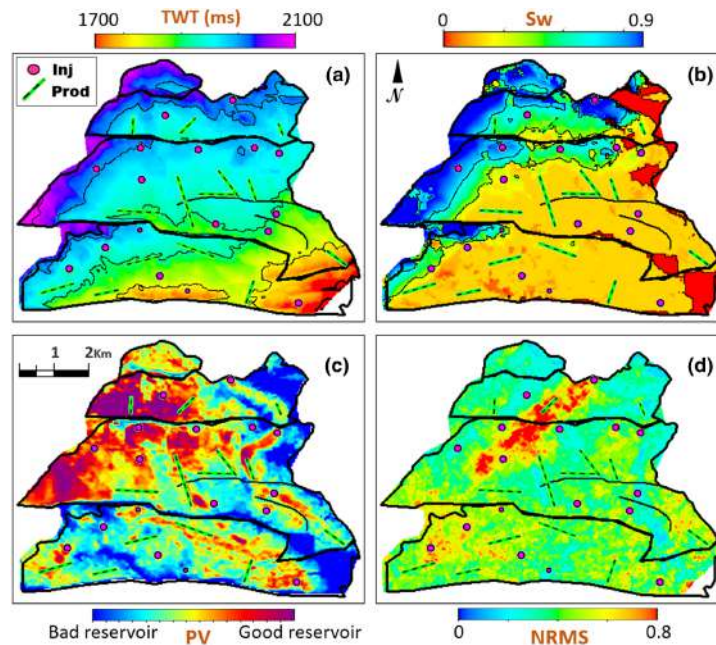 TWT (ms)
1700 2100
Sw
0 0.9
Inj
Prod
(a)
N
(b)
1 2Km
(c)
(d)
Bad reservoir PV Good reservoir
0 NRMS 0.8